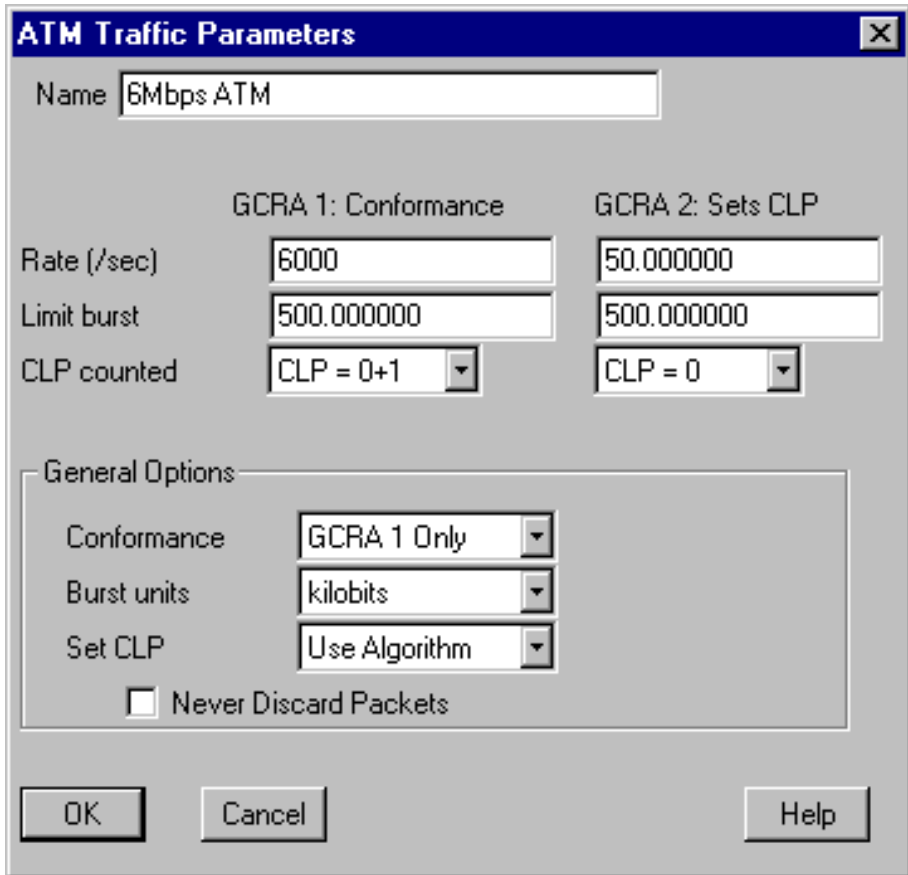 ATM Traffic Parameters
Name 6Mbps ATM
GCRA 1: Conformance GCRA 2: Sets CLP
Rate (/sec) 6000 50.000000
Limit burst 500.000000 500.000000
CLP counted CLP = 0+1 CLP = 0
General Options
Conformance GCRA 1 Only
Burst units kilobits
Set CLP Use Algorithm
Never Discard Packets
OK Cancel Help